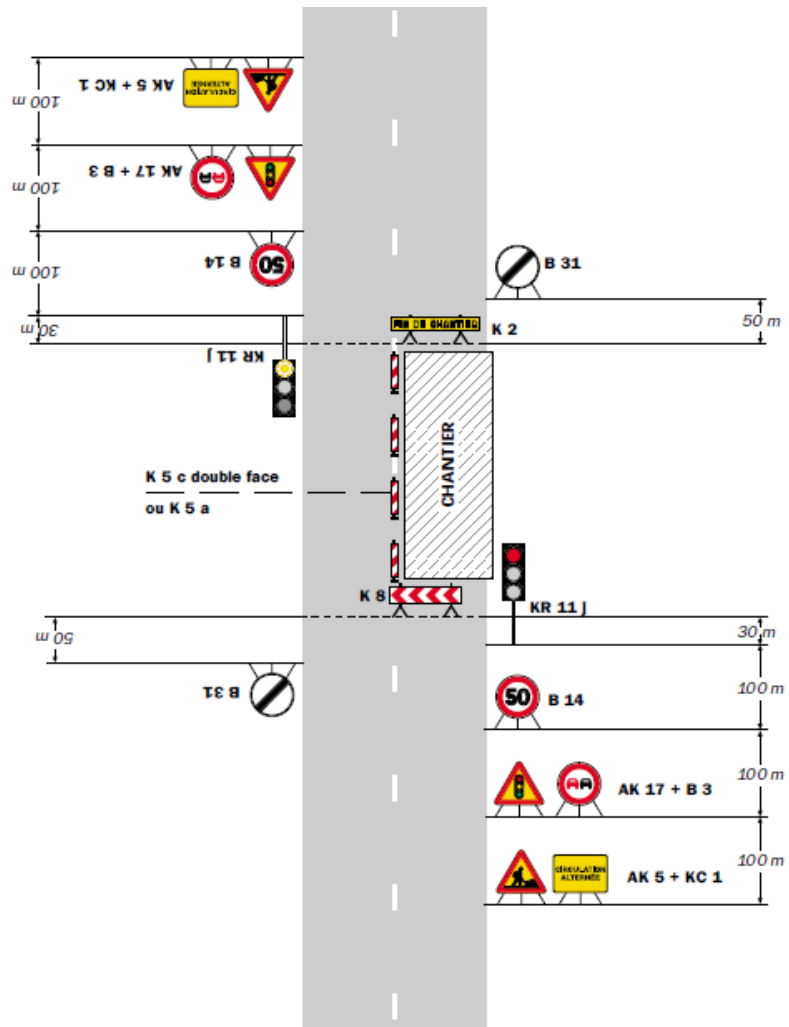 100 m
AK 5 + KC 1
CIRCULATION
ALTERNÉE
100 m
AK 17 + B 3
100 m
B 14
50
B 31
50 m
30 m
KR 11 j
FIN DE CHANTIER
K 2
CHANTIER
K 5 c double face
ou K 5 a
K 8
KR 11 j
50 m
30 m
B 31
50
B 14
100 m
AK 17 + B 3
100 m
CIRCULATION
ALTERNÉE
AK 5 + KC 1
100 m